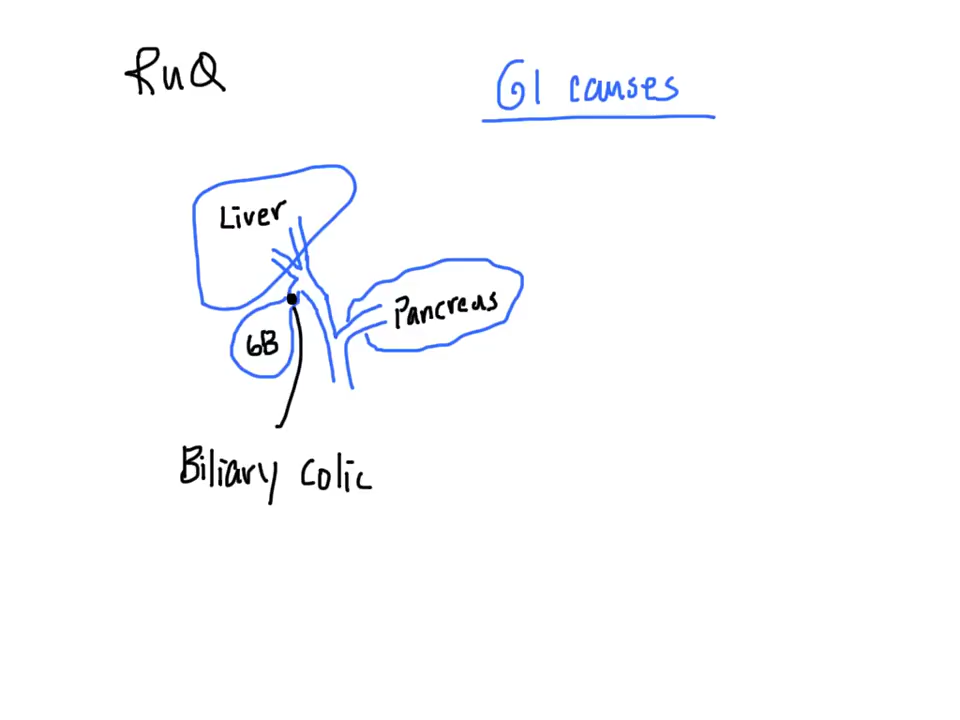 RUQ
GI causes
Liver
Pancreas
GB
Biliary colic